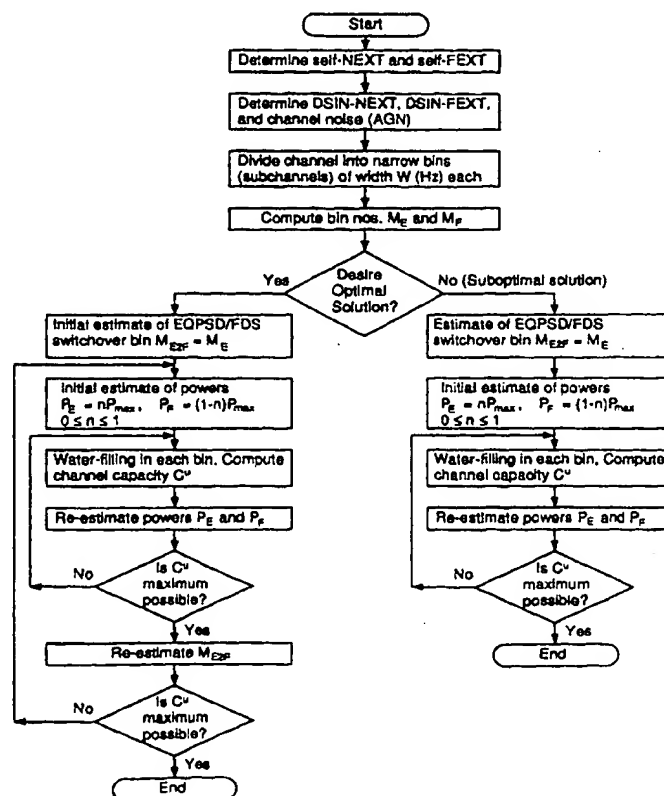 Start
Determine self-NEXT and self-FEXT
Determine DSIN-NEXT, DSIN-FEXT,
and channel noise (AGN)
Divide channel into narrow bins
(subchannels) of width W (Hz) each
Compute bin nos. M_E and M_F
Yes
Desire
Optimal
Solution?
No (Suboptimal solution)
Initial estimate of EQPSD/FDS
switchover bin M_E2F = M_E
Initial estimate of powers
P_E = nP_max, P_F = (1-n)P_max
0 ≤ n ≤ 1
Water-filling in each bin. Compute
channel capacity C^u
Re-estimate powers P_E and P_F
No
Is C^u
maximum
possible?
Yes
Re-estimate M_E2F
No
Is C^u
maximum
possible?
Yes
End
Estimate of EQPSD/FDS
switchover bin M_E2F = M_E
Initial estimate of powers
P_E = nP_max, P_F = (1-n)P_max
0 ≤ n ≤ 1
Water-filling in each bin, Compute
channel capacity C^u
Re-estimate powers P_E and P_F
No
Is C^u
maximum
possible?
Yes
End